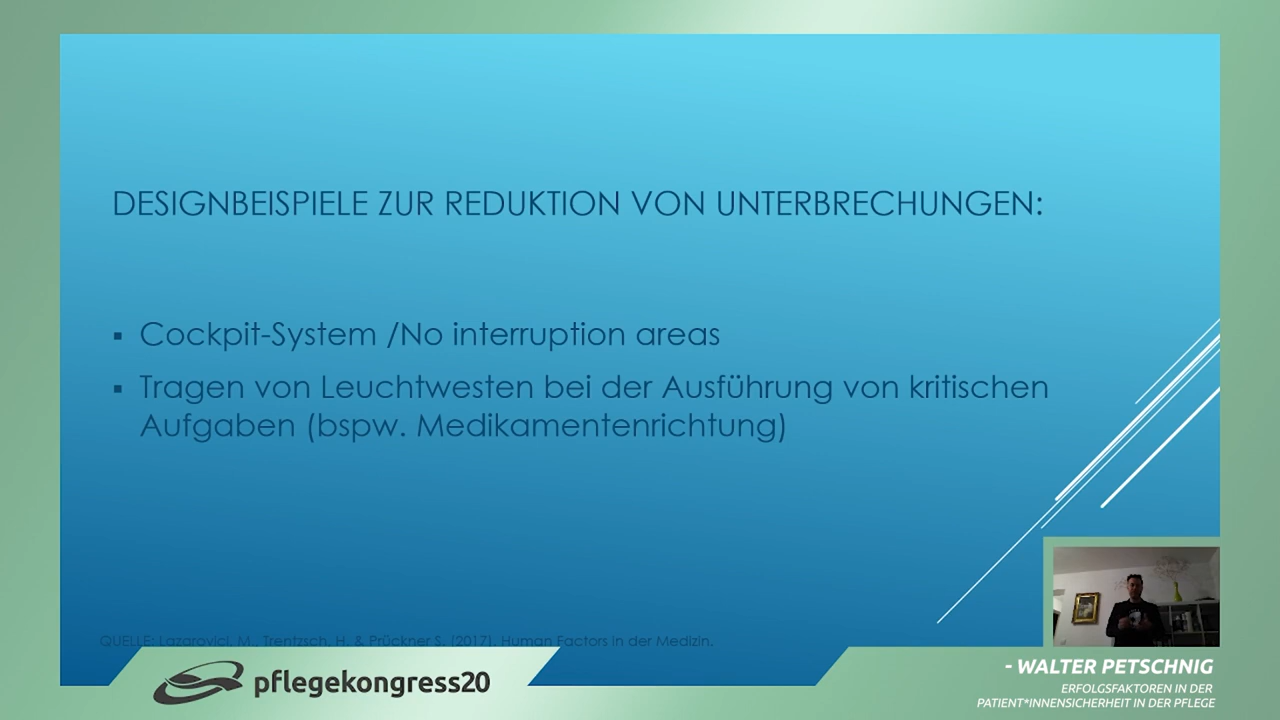 DESIGNBEISPIELE ZUR REDUKTION VON UNTERBRECHUNGEN:
▪ Cockpit-System /No interruption areas
▪ Tragen von Leuchtwesten bei der Ausführung von kritischen
Aufgaben (bspw. Medikamentenrichtung)
QUELLE: Lazarovici, M., Trentzsch, H. & Prückner S. (2017). Human Factors in der Medizin.
pflegekongress20
- WALTER PETSCHNIG
ERFOLGSFAKTOREN IN DER
PATIENT*INNENSICHERHEIT IN DER PFLEGE